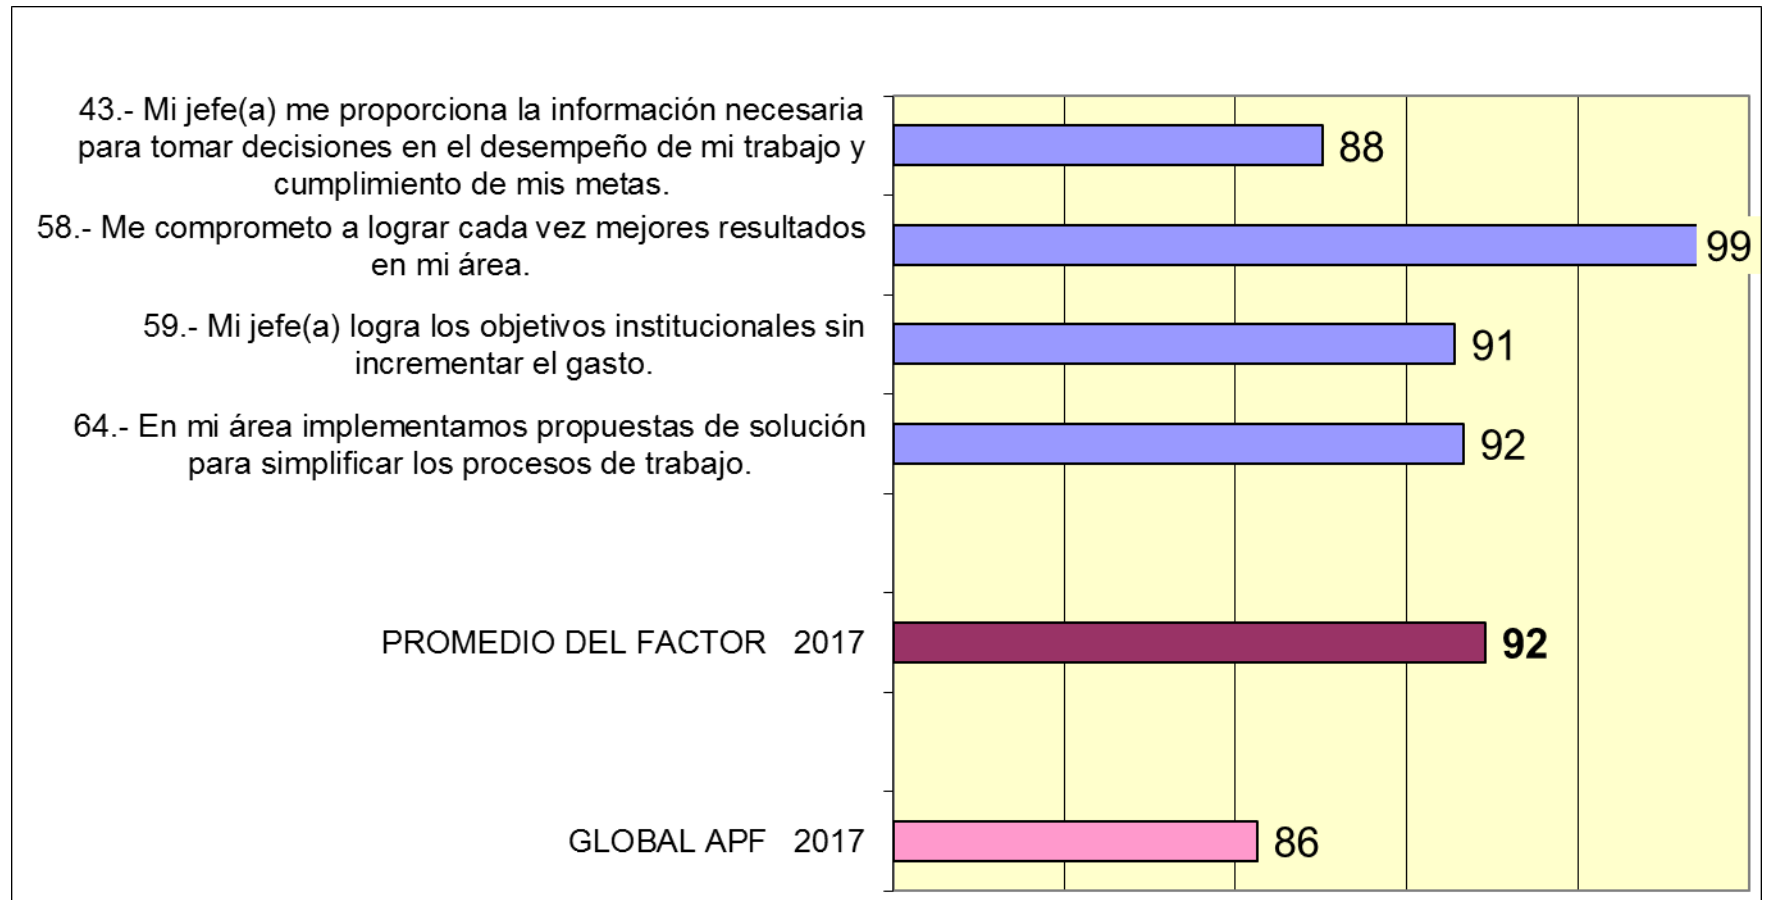 43.- Mi jefe(a) me proporciona la información necesaria
para tomar decisiones en el desempeño de mi trabajo y
cumplimiento de mis metas.
88
58.- Me comprometo a lograr cada vez mejores resultados
en mi área.
99
59.- Mi jefe(a) logra los objetivos institucionales sin
incrementar el gasto.
91
64.- En mi área implementamos propuestas de solución
para simplificar los procesos de trabajo.
92
PROMEDIO DEL FACTOR 2017
92
GLOBAL APF 2017
86